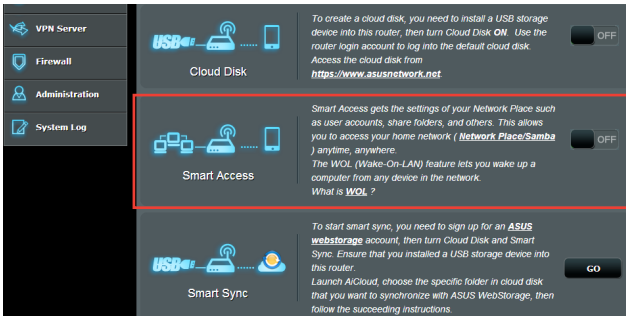 VPN Server
Firewall
Administration
System Log
USB
Cloud Disk
To create a cloud disk, you need to install a USB storage
device into this router, then turn Cloud Disk ON. Use the
router login account to log into the default cloud disk.
Access the cloud disk from
https://www.asusnetwork.net.
OFF
Smart Access
Smart Access gets the settings of your Network Place such
as user accounts, share folders, and others. This allows
you to access your home network ( Network Place/Samba
) anytime, anywhere.
The WOL (Wake-On-LAN) feature lets you wake up a
computer from any device in the network.
What is WOL ?
OFF
USB
Smart Sync
To start smart sync, you need to sign up for an ASUS
webstorage account, then turn Cloud Disk and Smart
Sync. Ensure that you installed a USB storage device into
this router.
Launch AiCloud, choose the specific folder in cloud disk
that you want to synchronize with ASUS WebStorage, then
follow the succeeding instructions.
GO